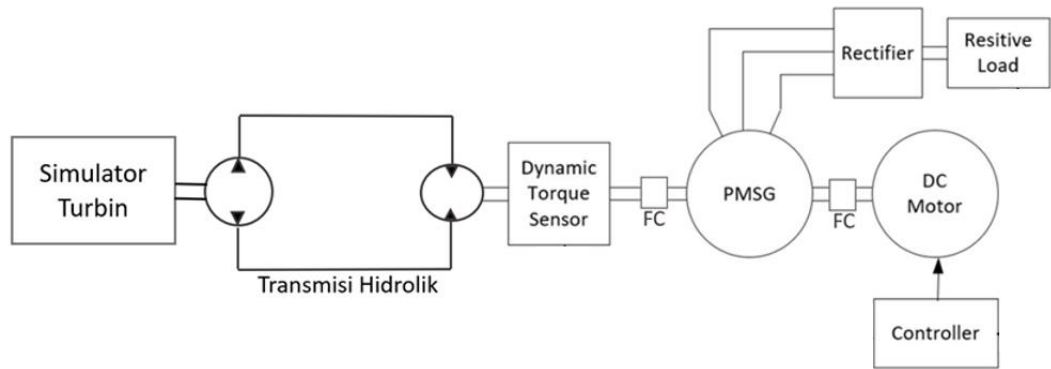 Simulator
Turbin
Transmisi Hidrolik
Dynamic
Torque
Sensor
FC
PMSG
FC
DC
Motor
Rectifier
Resitive
Load
Controller